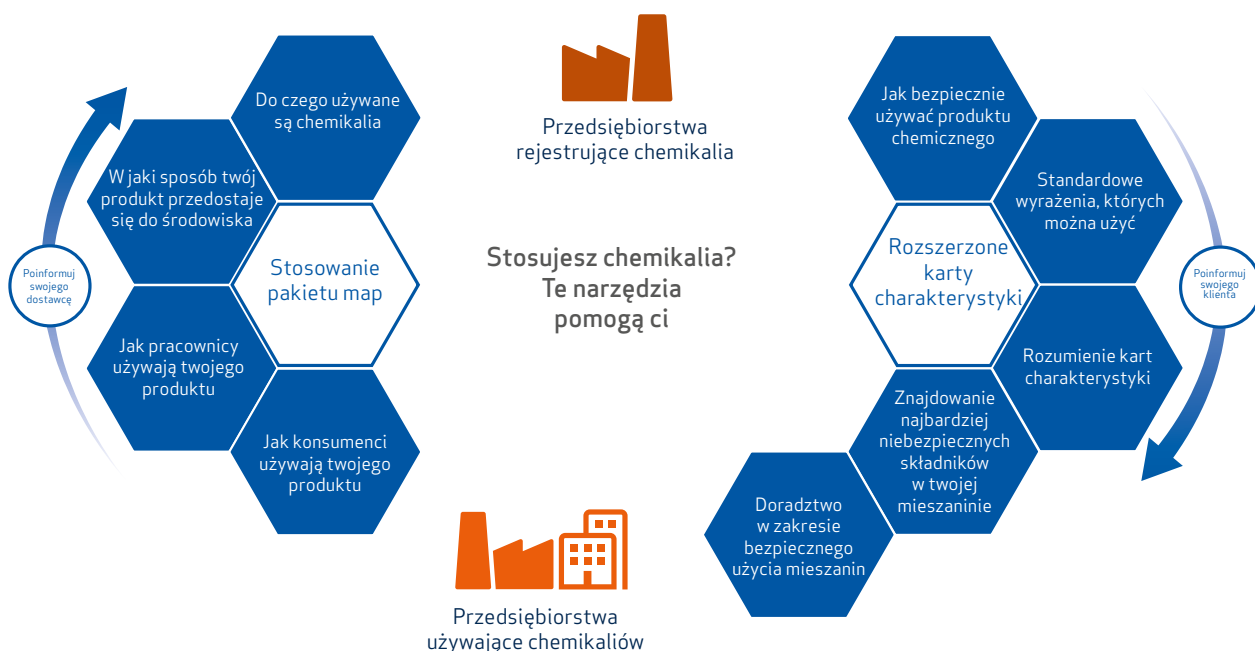 Do czego używane
są chemikalia
W jaki sposób twój
produkt przedostaje
się do środowiska
Poinformuj
swojego
dostawcę
Stosowanie
pakietu map
Jak pracownicy
używają twojego
produktu
Jak konsumenci
używają twojego
produktu
Przedsiębiorstwa
rejestrujące chemikalia
Stosujesz chemikalia?
Te narzędzia
pomogą ci
Przedsiębiorstwa
używające chemikaliów
Jak bezpiecznie
używać produktu
chemicznego
Standardowe
wyrażenia, których
można użyć
Rozszerzone
karty
charakterystyki
Poinformuj
swojego
klienta
Rozumienie kart
charakterystyki
Znajdowanie
najbardziej
niebezpiecznych
składników
w twojej
mieszaninie
Doradztwo
w zakresie
bezpiecznego
użycia mieszanin